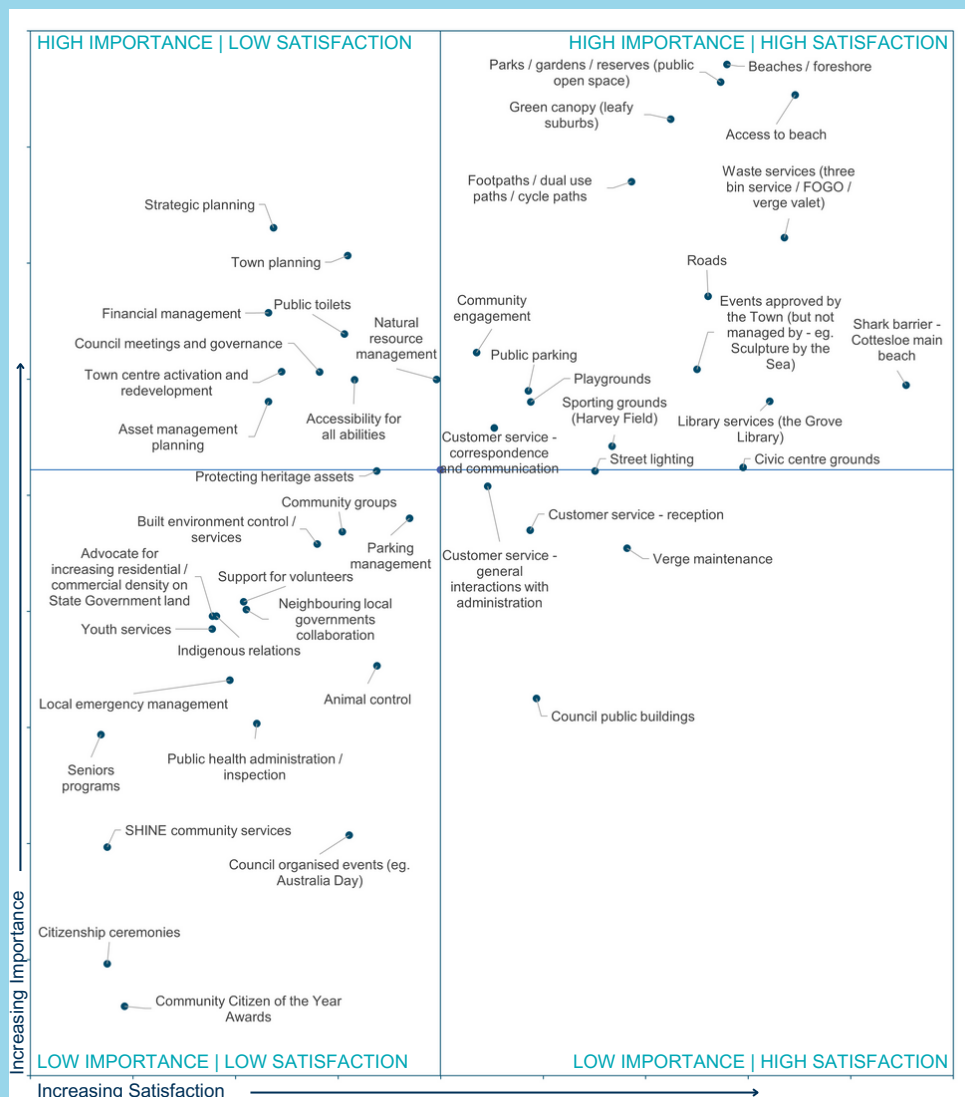 HIGH IMPORTANCE | LOW SATISFACTION
HIGH IMPORTANCE | HIGH SATISFACTION
Parks / gardens / reserves (public
open space)
Beaches / foreshore
Green canopy (leafy
suburbs)
Access to beach
Footpaths / dual use
paths / cycle paths
Waste services (three
bin service / FOGO /
verge valet)
Strategic planning
Town planning
Roads
Financial management
Public toilets
Natural
resource
management
Community
engagement
Events approved by
the Town (but not
managed by - eg.
Sculpture by the
Sea)
Shark barrier -
Cottesloe main
beach
Council meetings and governance
Public parking
Town centre activation and
redevelopment
Playgrounds
Asset management
planning
Accessibility for
all abilities
Sporting grounds
(Harvey Field)
Library services (the Grove
Library)
Customer service -
correspondence
and communication
Street lighting
Civic centre grounds
Protecting heritage assets
Community groups
Built environment control /
services
Parking
management
Customer service - reception
Customer service -
general
interactions with
administration
Verge maintenance
Advocate for
increasing residential /
commercial density on
State Government land
Support for volunteers
Neighbouring local
governments
collaboration
Youth services
Indigenous relations
Local emergency management
Animal control
Council public buildings
Public health administration /
inspection
Seniors
programs
SHINE community services
Council organised events (eg.
Australia Day)
Citizenship ceremonies
Community Citizen of the Year
Awards
Increasing Importance
LOW IMPORTANCE | LOW SATISFACTION
LOW IMPORTANCE | HIGH SATISFACTION
Increasing Satisfaction